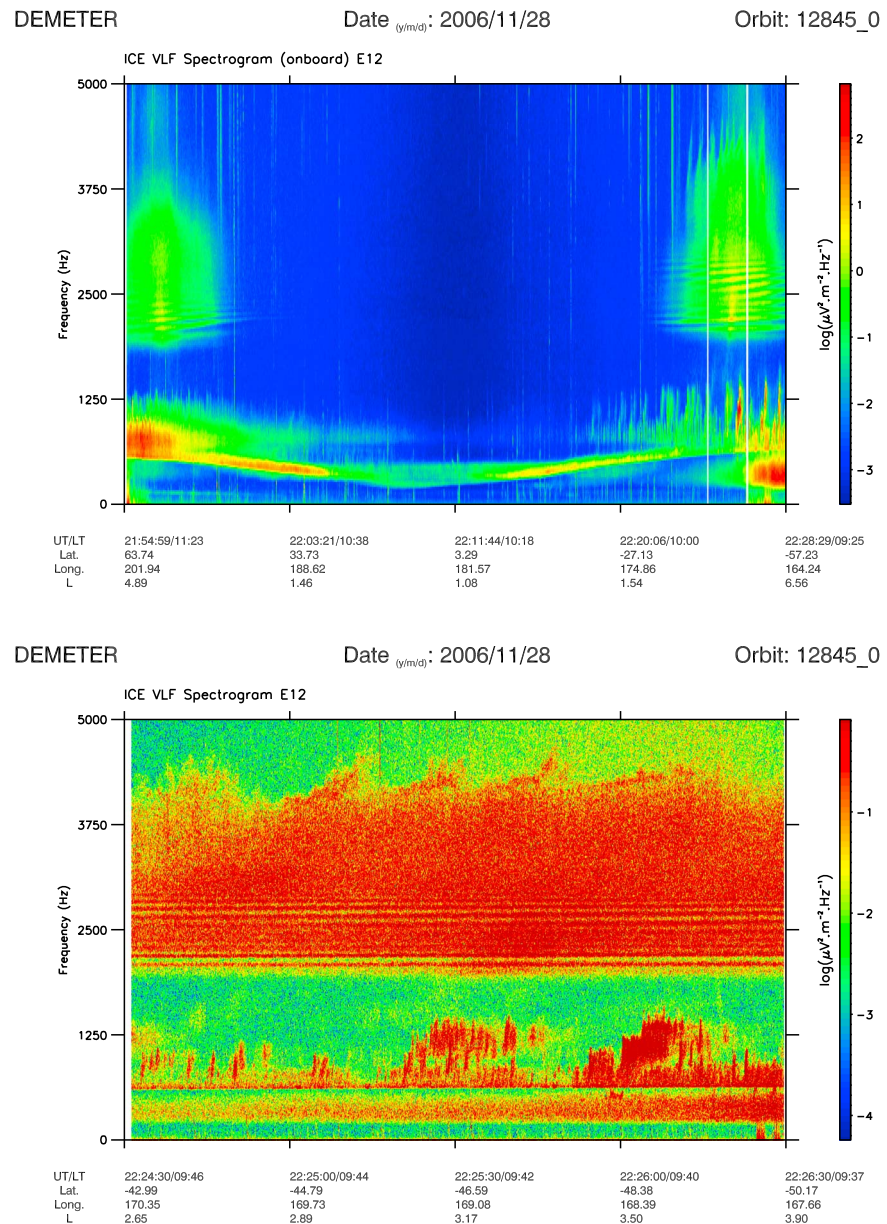 DEMETER Date (y/m/d): 2006/11/28 Orbit: 12845_0
ICE VLF Spectrogram (onboard) E12
5000
3750
2500
1250
0
Frequency (Hz)
2
1
0
−1
−2
−3
log(μV².m⁻².Hz⁻¹)
UT/LT 21:54:59/11:23 22:03:21/10:38 22:11:44/10:18 22:20:06/10:00 22:28:29/09:25
Lat. 63.74 33.73 3.29 -27.13 -57.23
Long. 201.94 188.62 181.57 174.86 164.24
L 4.89 1.46 1.08 1.54 6.56
DEMETER Date (y/m/d): 2006/11/28 Orbit: 12845_0
ICE VLF Spectrogram E12
5000
3750
2500
1250
0
Frequency (Hz)
−1
−2
−3
−4
log(μV².m⁻².Hz⁻¹)
UT/LT 22:24:30/09:46 22:25:00/09:44 22:25:30/09:42 22:26:00/09:40 22:26:30/09:37
Lat. -42.99 -44.79 -46.59 -48.38 -50.17
Long. 170.35 169.73 169.08 168.39 167.66
L 2.65 2.89 3.17 3.50 3.90